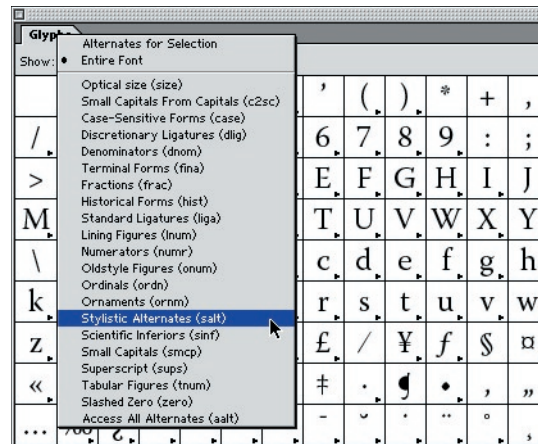 Show:
Alternates for Selection
• Entire Font
Optical size (size)
Small Capitals From Capitals (c2sc)
Case-Sensitive Forms (case)
Discretionary Ligatures (dlig)
Denominators (dnom)
Terminal Forms (fina)
Fractions (frac)
Historical Forms (hist)
Standard Ligatures (liga)
Lining Figures (lnum)
Numerators (numr)
Oldstyle Figures (onum)
Ordinals (ordn)
Ornaments (ornm)
Stylistic Alternates (salt)
Scientific Inferiors (sinf)
Small Capitals (smcp)
Superscript (sups)
Tabular Figures (tnum)
Slashed Zero (zero)
Access All Alternates (aalt)
' ( ) * + ,
/ 6 7 8 9 : ;
> E F G H I J
M T U V W X Y
\ c d e f g h
k r s t u v w
z £ ⁄ ¥ ƒ § ¤
« ‡ · ¶ • ‚ „
…